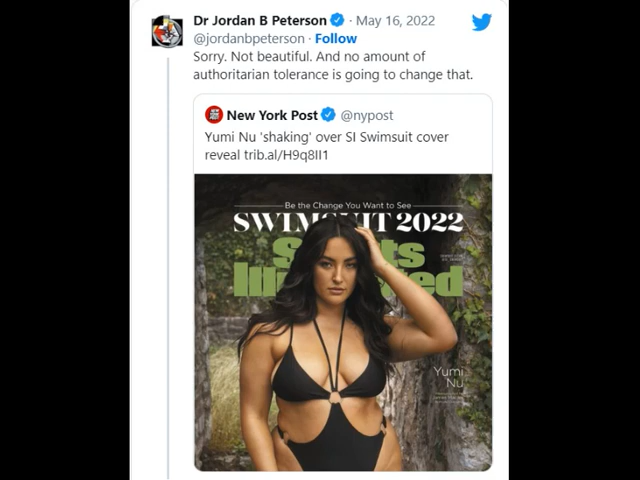 Dr Jordan B Peterson · May 16, 2022
@jordanbpeterson · Follow
Sorry. Not beautiful. And no amount of
authoritarian tolerance is going to change that.
New York Post @nypost
Yumi Nu 'shaking' over SI Swimsuit cover
reveal trib.al/H9q8II1
Be the Change You Want to See
SWIMSUIT 2022
Sports
Illustrated
Yumi
Nu